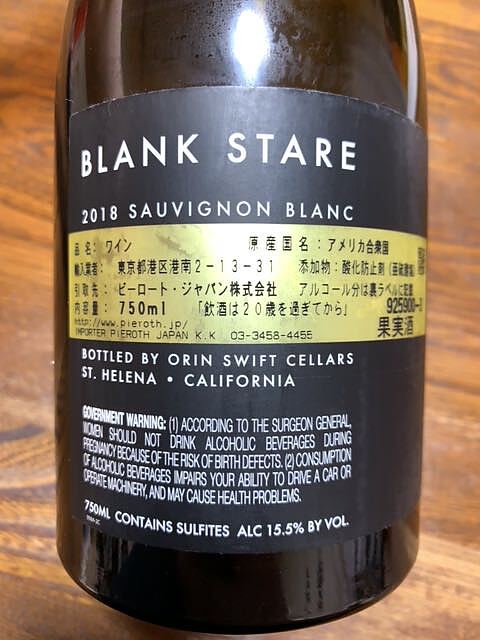 BLANK STARE
2018 SAUVIGNON BLANC
品名: ワイン 原産国名: アメリカ合衆国
輸入業者: 東京都港区港南2-13-31 添加物: 酸化防止剤(亜硫酸塩)
引取先: ピーロート・ジャパン株式会社 アルコール分は裏ラベルに記載
内容量: 750ml 「飲酒は20歳を過ぎてから」 925900-
http://www.pieroth.jp/ 果実酒
IMPORTER PIEROTH JAPAN K.K 03-3458-4455
BOTTLED BY ORIN SWIFT CELLARS
ST. HELENA • CALIFORNIA
GOVERNMENT WARNING: (1) ACCORDING TO THE SURGEON GENERAL,
WOMEN SHOULD NOT DRINK ALCOHOLIC BEVERAGES DURING
PREGNANCY BECAUSE OF THE RISK OF BIRTH DEFECTS. (2) CONSUMPTION
OF ALCOHOLIC BEVERAGES IMPAIRS YOUR ABILITY TO DRIVE A CAR OR
OPERATE MACHINERY, AND MAY CAUSE HEALTH PROBLEMS.
750ML CONTAINS SULFITES ALC 15.5% BY VOL.